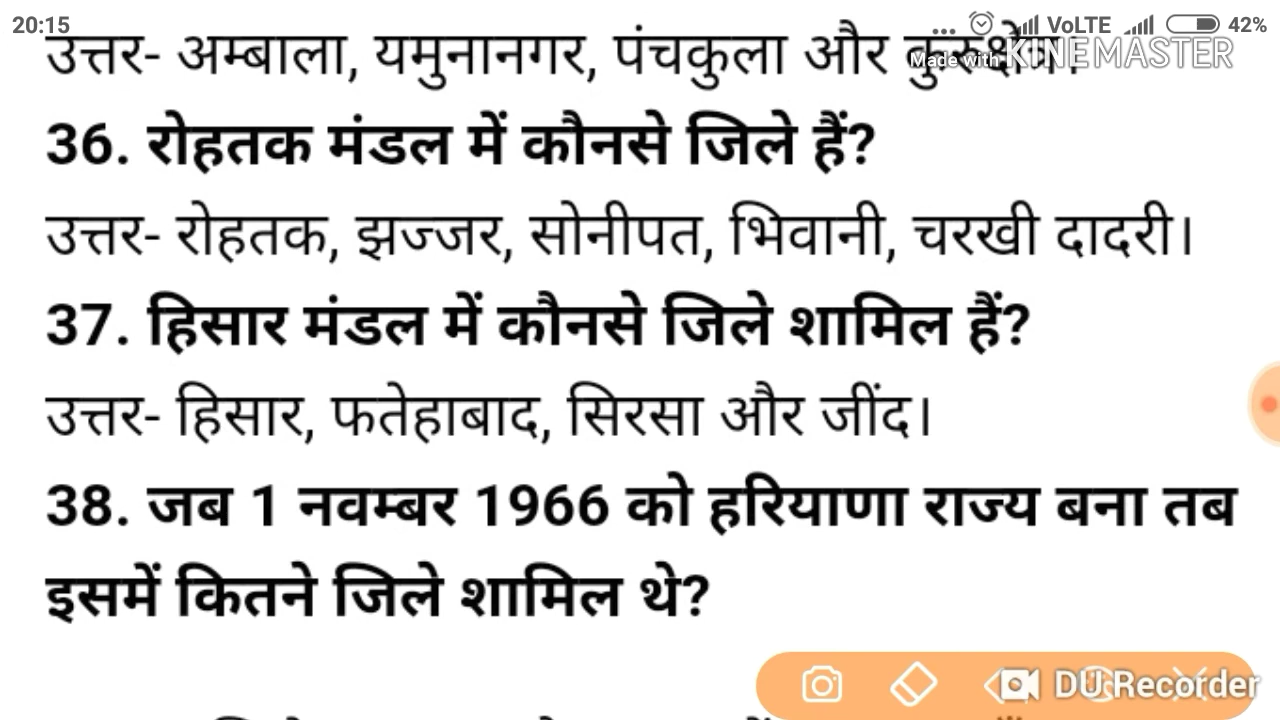 20:15 ... VoLTE 42%
उत्तर- अम्बाला, यमुनानगर, पंचकुला और
Made with KINEMASTER
36. रोहतक मंडल में कौनसे जिले हैं?
उत्तर- रोहतक, झज्जर, सोनीपत, भिवानी, चरखी दादरी।
37. हिसार मंडल में कौनसे जिले शामिल हैं?
उत्तर- हिसार, फतेहाबाद, सिरसा और जींद।
38. जब 1 नवम्बर 1966 को हरियाणा राज्य बना तब
इसमें कितने जिले शामिल थे?
DU Recorder